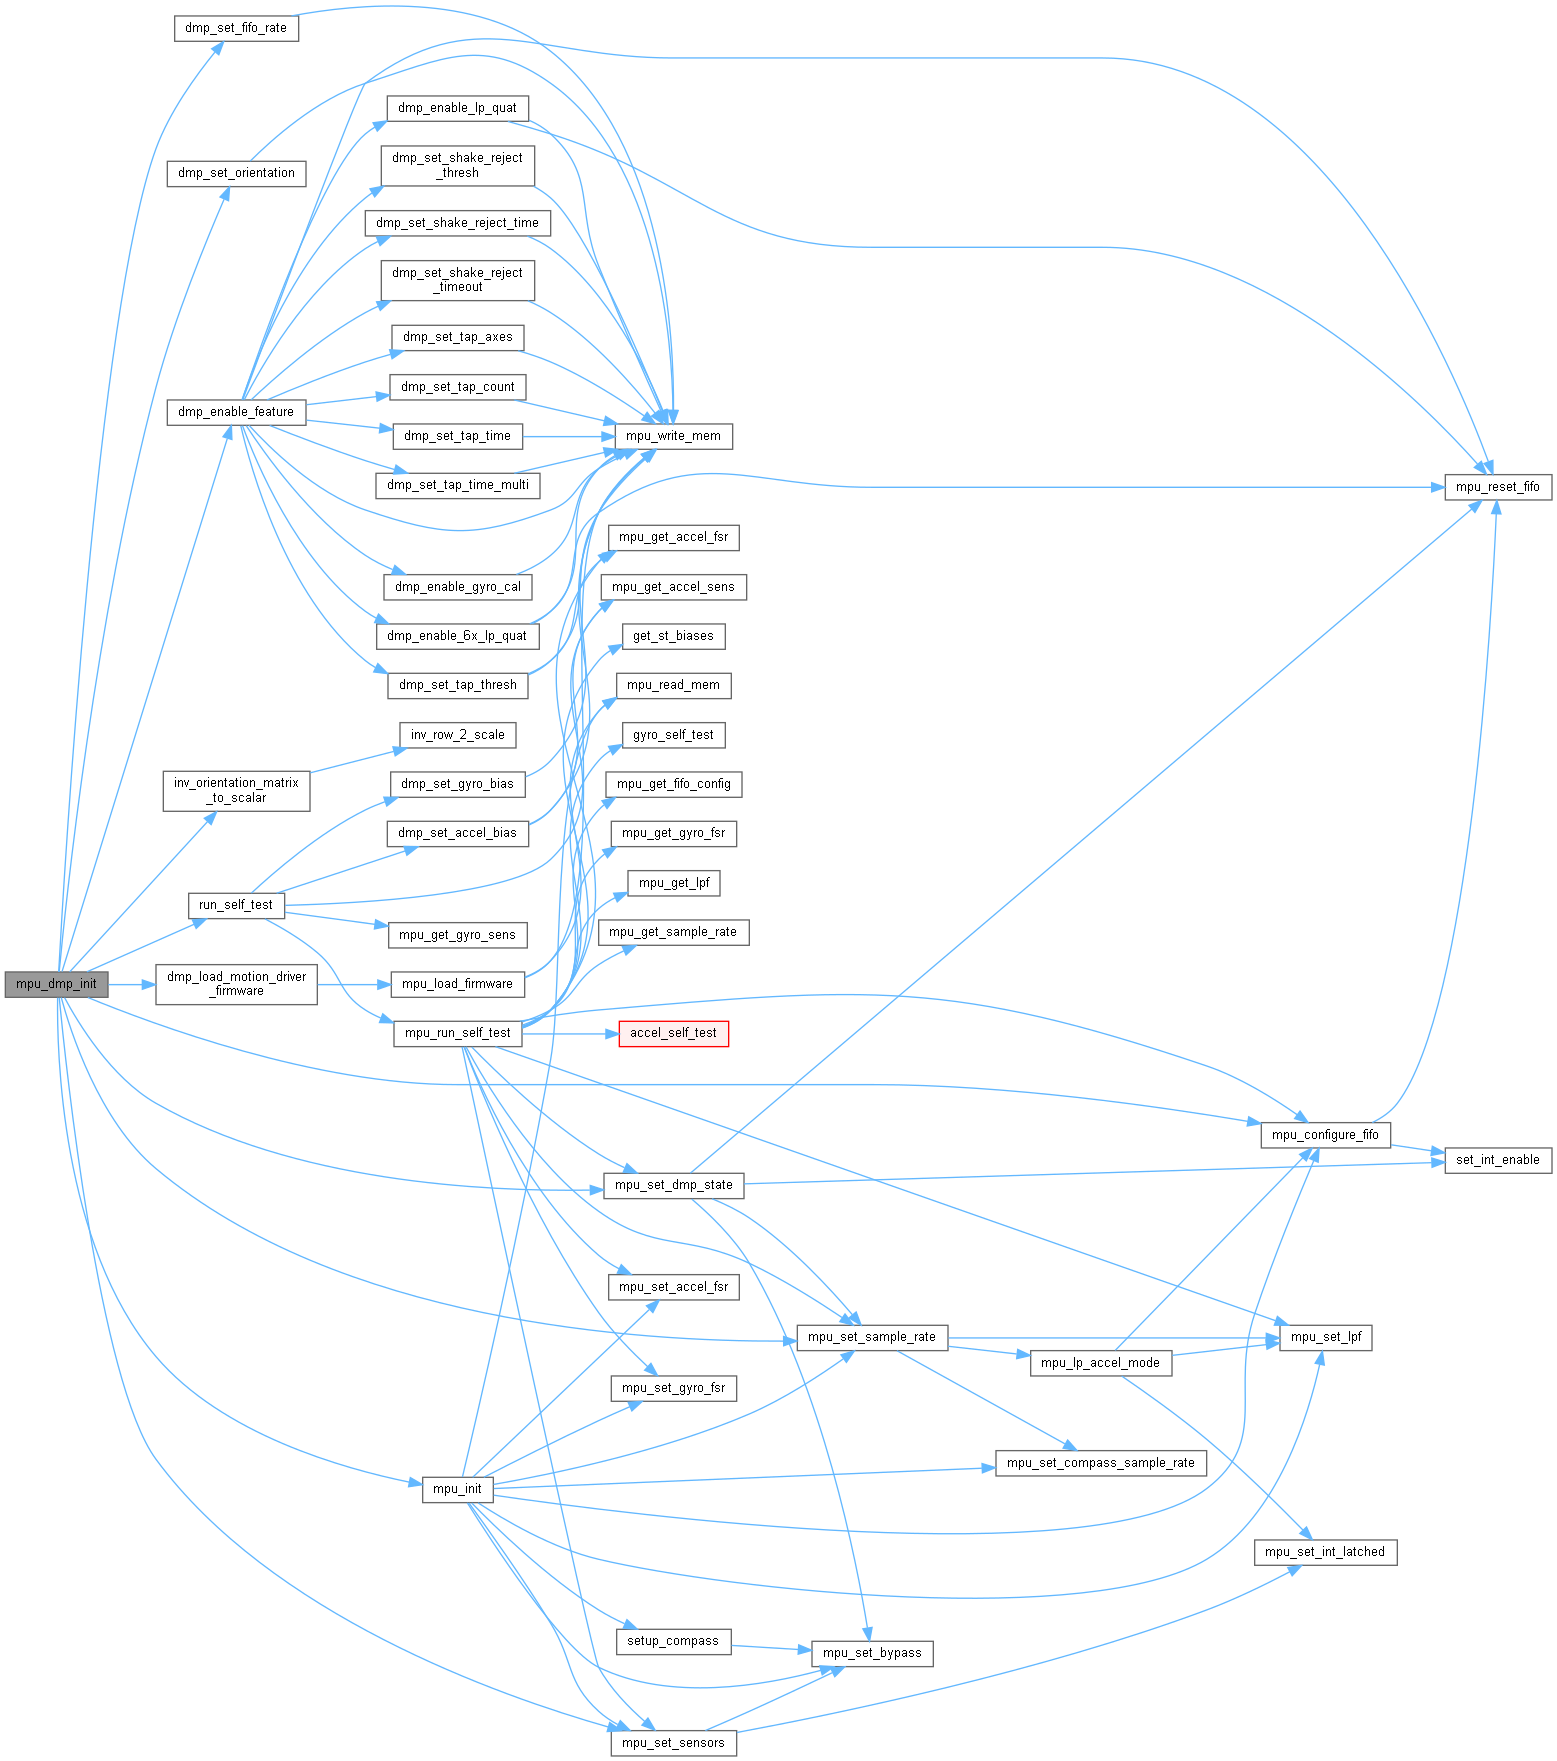 dmp_set_fifo_rate
dmp_enable_lp_quat
dmp_set_shake_reject
_thresh
dmp_set_orientation
dmp_set_shake_reject_time
dmp_set_shake_reject
_timeout
dmp_set_tap_axes
dmp_set_tap_count
dmp_enable_feature
dmp_set_tap_time
mpu_write_mem
dmp_set_tap_time_multi
mpu_reset_fifo
mpu_get_accel_fsr
dmp_enable_gyro_cal
mpu_get_accel_sens
dmp_enable_6x_lp_quat
get_st_biases
dmp_set_tap_thresh
mpu_read_mem
inv_row_2_scale
gyro_self_test
inv_orientation_matrix
_to_scalar
dmp_set_gyro_bias
mpu_get_fifo_config
dmp_set_accel_bias
mpu_get_gyro_fsr
mpu_get_lpf
run_self_test
mpu_get_gyro_sens
mpu_get_sample_rate
mpu_dmp_init
dmp_load_motion_driver
_firmware
mpu_load_firmware
mpu_run_self_test
accel_self_test
mpu_configure_fifo
set_int_enable
mpu_set_dmp_state
mpu_set_accel_fsr
mpu_set_sample_rate
mpu_set_lpf
mpu_lp_accel_mode
mpu_set_gyro_fsr
mpu_set_compass_sample_rate
mpu_init
mpu_set_int_latched
setup_compass
mpu_set_bypass
mpu_set_sensors